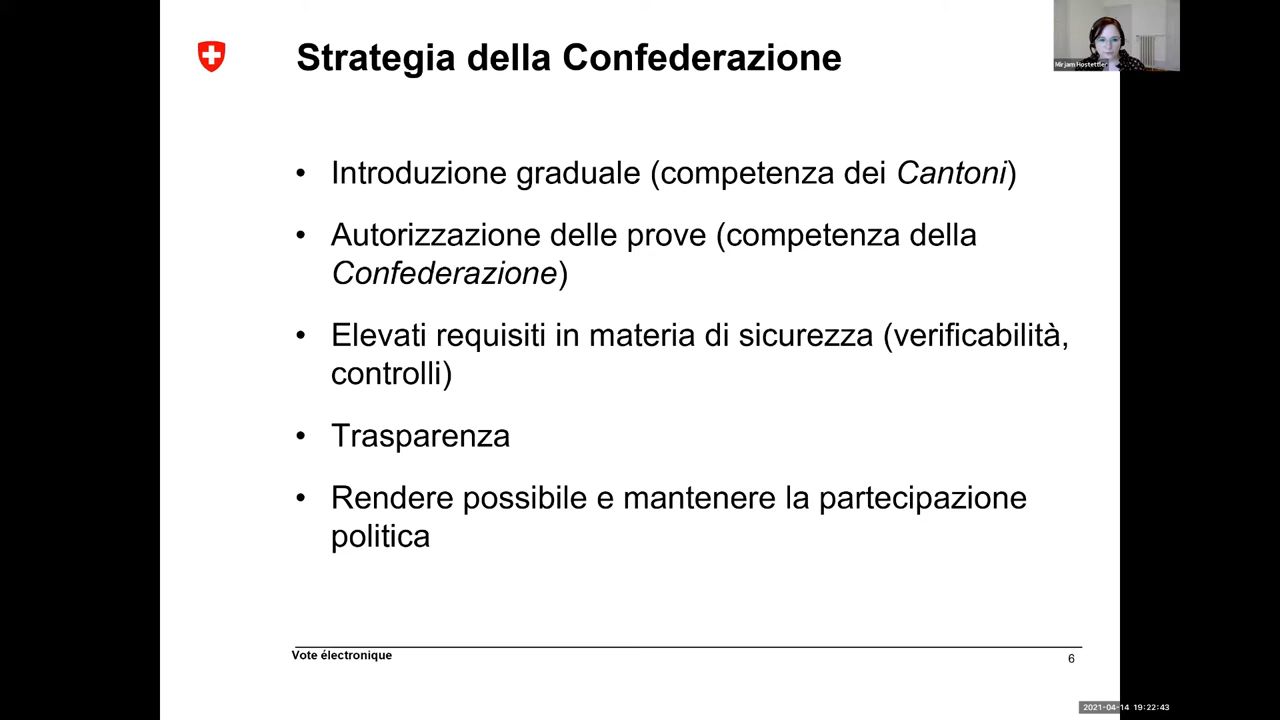 Strategia della Confederazione
Mirjam Hostettler
• Introduzione graduale (competenza dei Cantoni)
• Autorizzazione delle prove (competenza della
Confederazione)
• Elevati requisiti in materia di sicurezza (verificabilità,
controlli)
• Trasparenza
• Rendere possibile e mantenere la partecipazione
politica
Vote électronique
6
2021-04-14 19:22:43